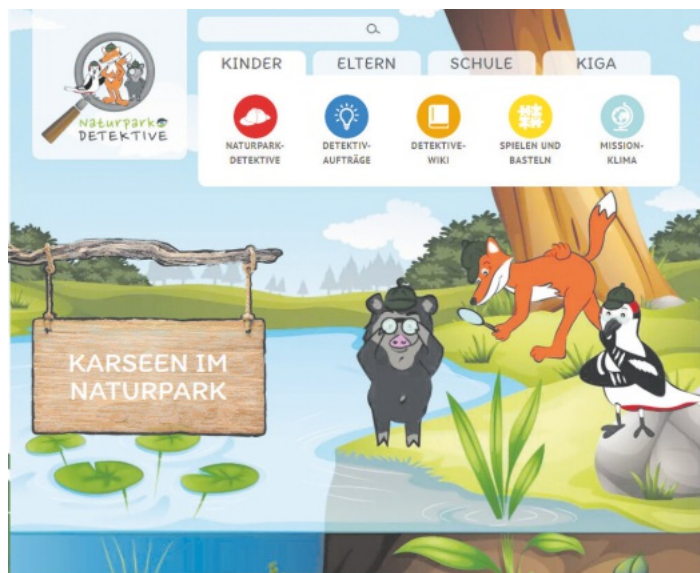 Naturpark
DETEKTIVE
KINDER
ELTERN
SCHULE
KIGA
NATURPARK-
DETEKTIVE
DETEKTIV-
AUFTRÄGE
DETEKTIVE-
WIKI
SPIELEN UND
BASTELN
MISSION-
KLIMA
KARSEEN IM
NATURPARK